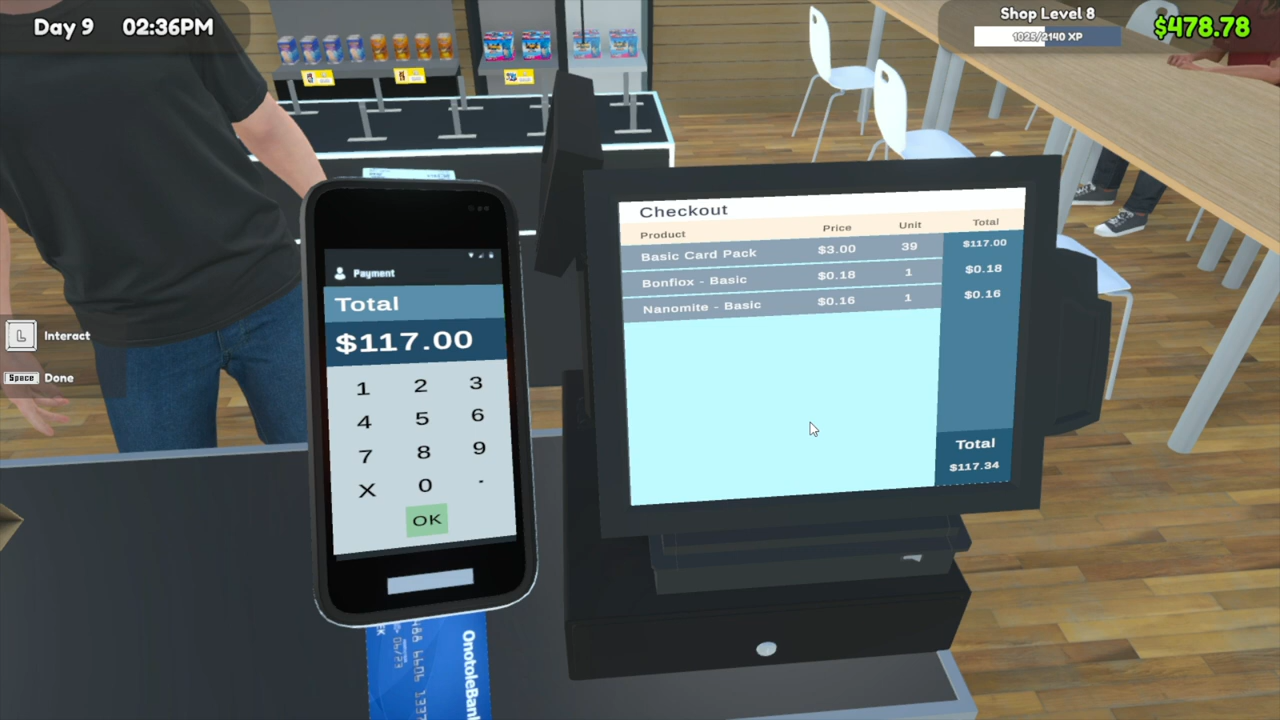 Day 9 02:36PM
Shop Level 8
1025/2140 XP
$478.78
L Interact
Space Done
Payment
Total
$117.00
1 2 3
4 5 6
7 8 9
X 0 .
OK
Checkout
Product Price Unit Total
Basic Card Pack $3.00 39 $117.00
Bonfiox - Basic $0.18 1 $0.18
Nanomite - Basic $0.16 1 $0.16
Total
$117.34
OnotoleBank